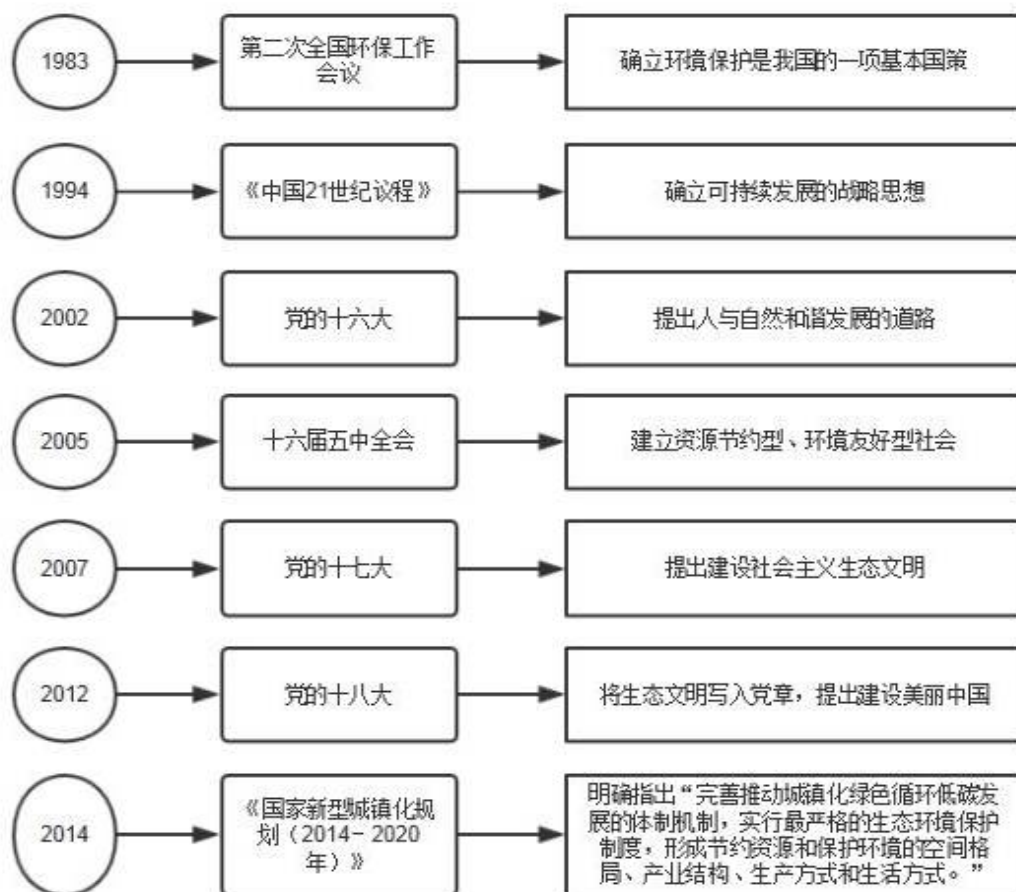 1983
第二次全国环保工作
会议
确立环境保护是我国的一项基本国策
1994
《中国21世纪议程》
确立可持续发展的战略思想
2002
党的十六大
提出人与自然和谐发展的道路
2005
十六届五中全会
建立资源节约型、环境友好型社会
2007
党的十七大
提出建设社会主义生态文明
2012
党的十八大
将生态文明写入党章，提出建设美丽中国
2014
《国家新型城镇化规
划（2014-2020
年）》
明确指出“完善推动城镇化绿色循环低碳发
展的体制机制，实行最严格的生态环境保护
制度，形成节约资源和保护环境的空间格
局、产业结构、生产方式和生活方式。”